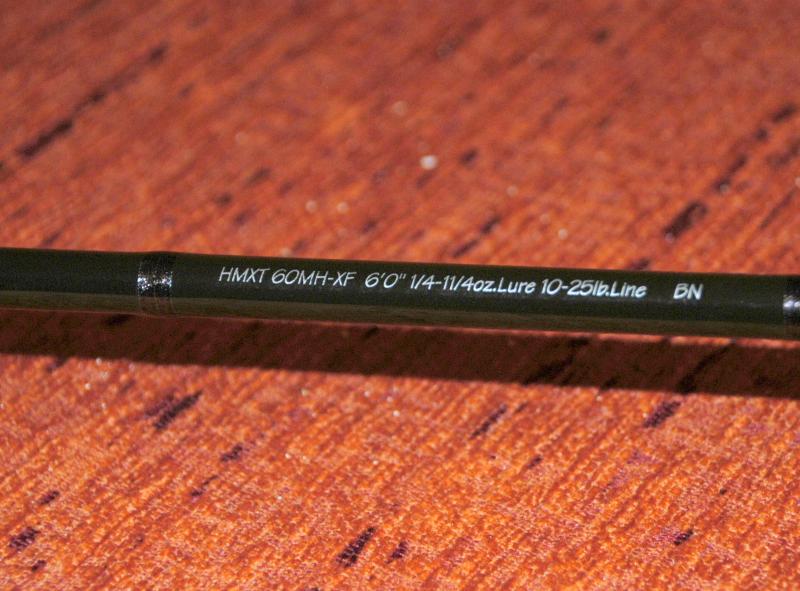 HMXT 60MH-XF 6'0" 1/4-11/4oz.Lure 10-25lb.Line BN